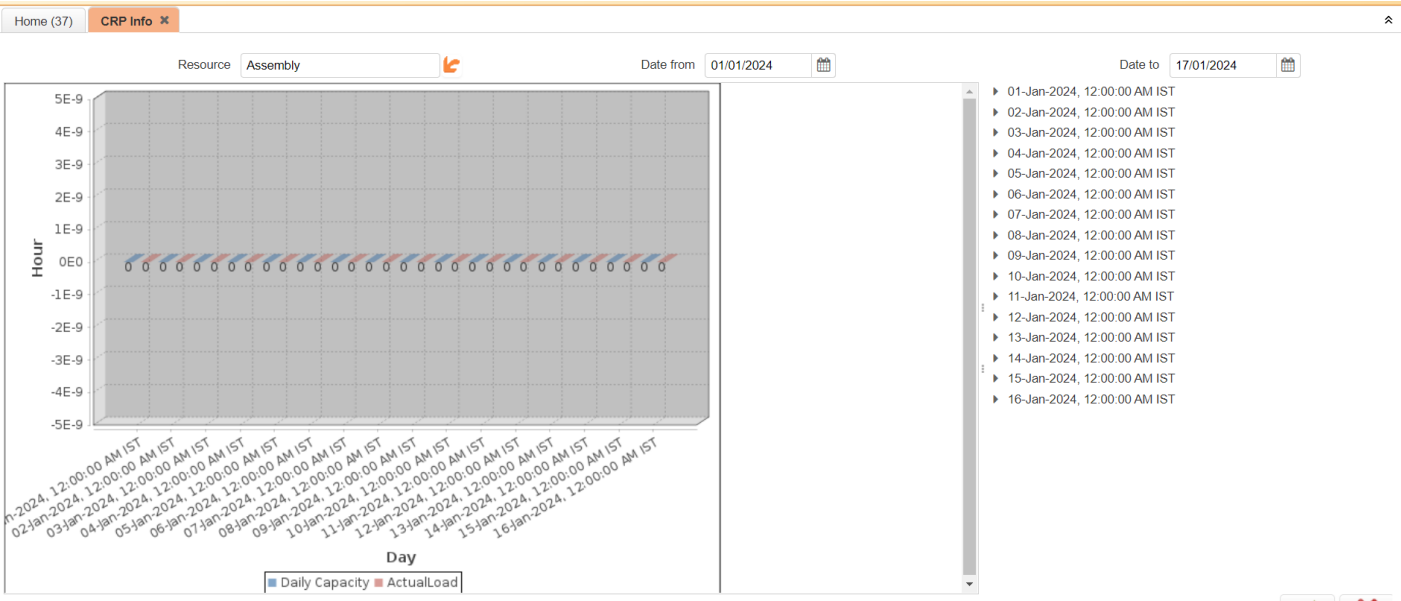 Home (37) CRP Info
Resource Assembly Date from 01/01/2024 Date to 17/01/2024
5E-9
4E-9
3E-9
2E-9
1E-9
0E0
-1E-9
-2E-9
-3E-9
-4E-9
-5E-9
Hour
0 0 0 0 0 0 0 0 0 0 0 0 0 0 0 0 0 0 0 0 0 0 0 0 0 0 0 0 0 0 0 0
n-2024, 12:00:00 AM IST
02-Jan-2024, 12:00:00 AM IST
03-Jan-2024, 12:00:00 AM IST
04-Jan-2024, 12:00:00 AM IST
05-Jan-2024, 12:00:00 AM IST
06-Jan-2024, 12:00:00 AM IST
07-Jan-2024, 12:00:00 AM IST
08-Jan-2024, 12:00:00 AM IST
09-Jan-2024, 12:00:00 AM IST
10-Jan-2024, 12:00:00 AM IST
11-Jan-2024, 12:00:00 AM IST
12-Jan-2024, 12:00:00 AM IST
13-Jan-2024, 12:00:00 AM IST
14-Jan-2024, 12:00:00 AM IST
15-Jan-2024, 12:00:00 AM IST
16-Jan-2024, 12:00:00 AM IST
Day
Daily Capacity ActualLoad
01-Jan-2024, 12:00:00 AM IST
02-Jan-2024, 12:00:00 AM IST
03-Jan-2024, 12:00:00 AM IST
04-Jan-2024, 12:00:00 AM IST
05-Jan-2024, 12:00:00 AM IST
06-Jan-2024, 12:00:00 AM IST
07-Jan-2024, 12:00:00 AM IST
08-Jan-2024, 12:00:00 AM IST
09-Jan-2024, 12:00:00 AM IST
10-Jan-2024, 12:00:00 AM IST
11-Jan-2024, 12:00:00 AM IST
12-Jan-2024, 12:00:00 AM IST
13-Jan-2024, 12:00:00 AM IST
14-Jan-2024, 12:00:00 AM IST
15-Jan-2024, 12:00:00 AM IST
16-Jan-2024, 12:00:00 AM IST